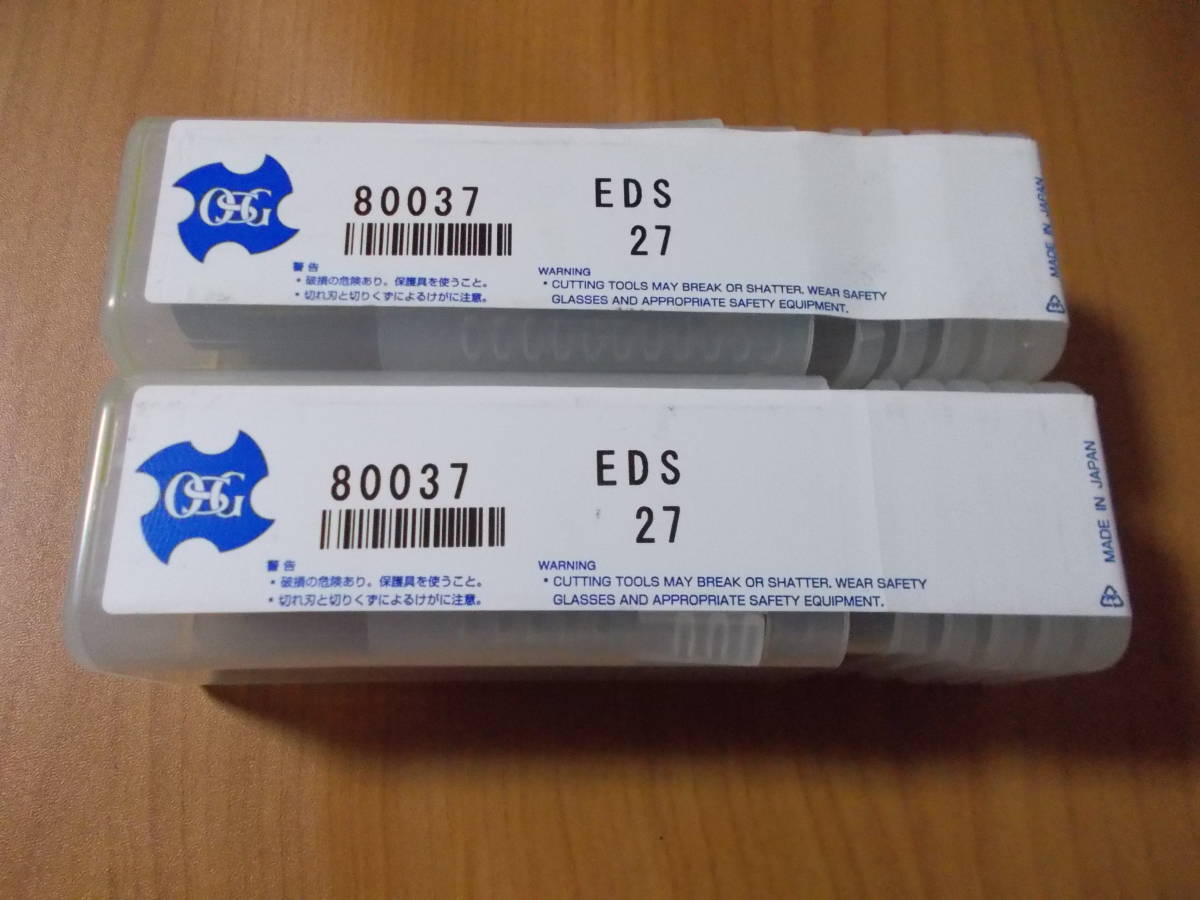 OSG
80037
EDS
27
警告
・破損の危険あり。保護具を使うこと。
・切れ刃と切りくずによるけがに注意。
WARNING
・CUTTING TOOLS MAY BREAK OR SHATTER. WEAR SAFETY
GLASSES AND APPROPRIATE SAFETY EQUIPMENT.
MADE IN JAPAN
OSG
80037
EDS
27
警告
・破損の危険あり。保護具を使うこと。
・切れ刃と切りくずによるけがに注意。
WARNING
・CUTTING TOOLS MAY BREAK OR SHATTER. WEAR SAFETY
GLASSES AND APPROPRIATE SAFETY EQUIPMENT.
MADE IN JAPAN